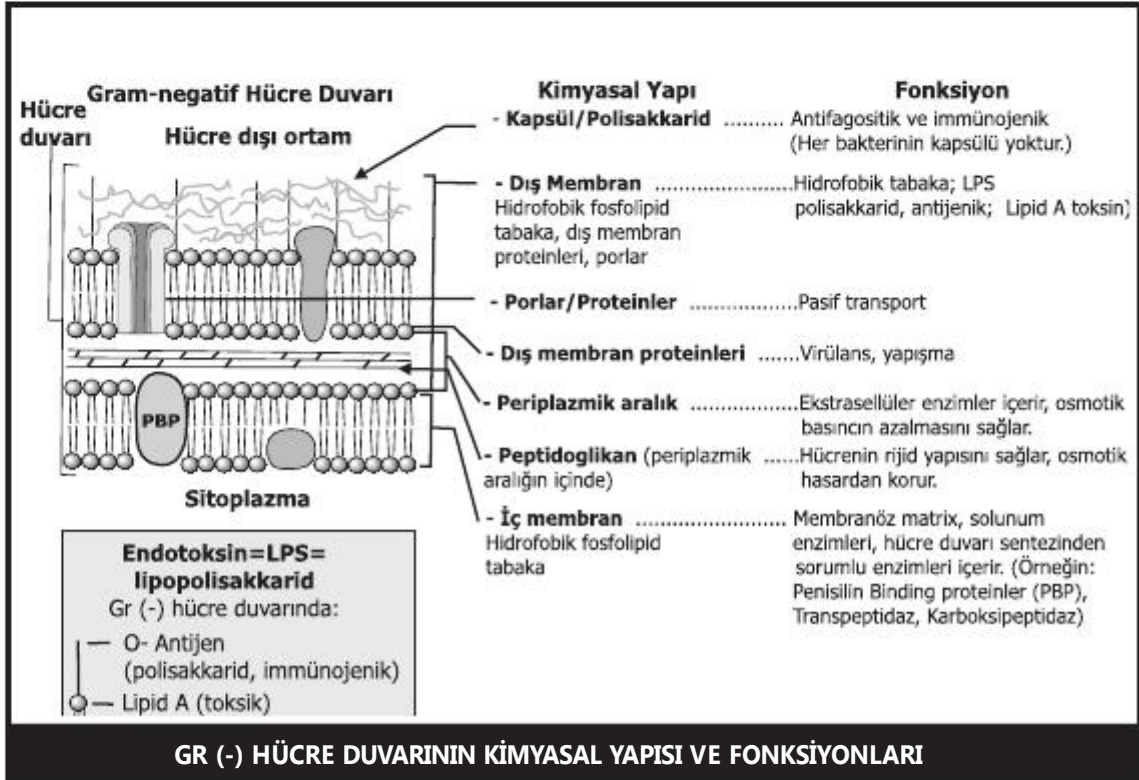 Gram-negatif Hücre Duvarı
Hücre
duvarı
Hücre dışı ortam
PBP
Sitoplazma
Kimyasal Yapı
Fonksiyon
- Kapsül/Polisakkarid .......... Antifagositik ve immünojenik
(Her bakterinin kapsülü yoktur.)
- Dış Membran ......................Hidrofobik tabaka; LPS
Hidrofobik fosfolipid polisakkarid, antijenik; Lipid A toksin)
tabaka, dış membran
proteinleri, porlar
- Porlar/Proteinler ..................Pasif transport
- Dış membran proteinleri .......Virülans, yapışma
- Periplazmik aralık ..................Ekstrasellüler enzimler içerir, osmotik
basıncın azalmasını sağlar.
- Peptidoglikan (periplazmik ......Hücrenin rijid yapısını sağlar, osmotik
aralığın içinde) hasardan korur.
- İç membran ........................ Membranöz matrix, solunum
Hidrofobik fosfolipid enzimleri, hücre duvarı sentezinden
tabaka sorumlu enzimleri içerir. (Örneğin:
Penisilin Binding proteinler (PBP),
Transpeptidaz, Karboksipeptidaz)
Endotoksin=LPS=
lipopolisakkarid
Gr (-) hücre duvarında:
O- Antijen
(polisakkarid, immünojenik)
Lipid A (toksik)
GR (-) HÜCRE DUVARININ KİMYASAL YAPISI VE FONKSİYONLARI